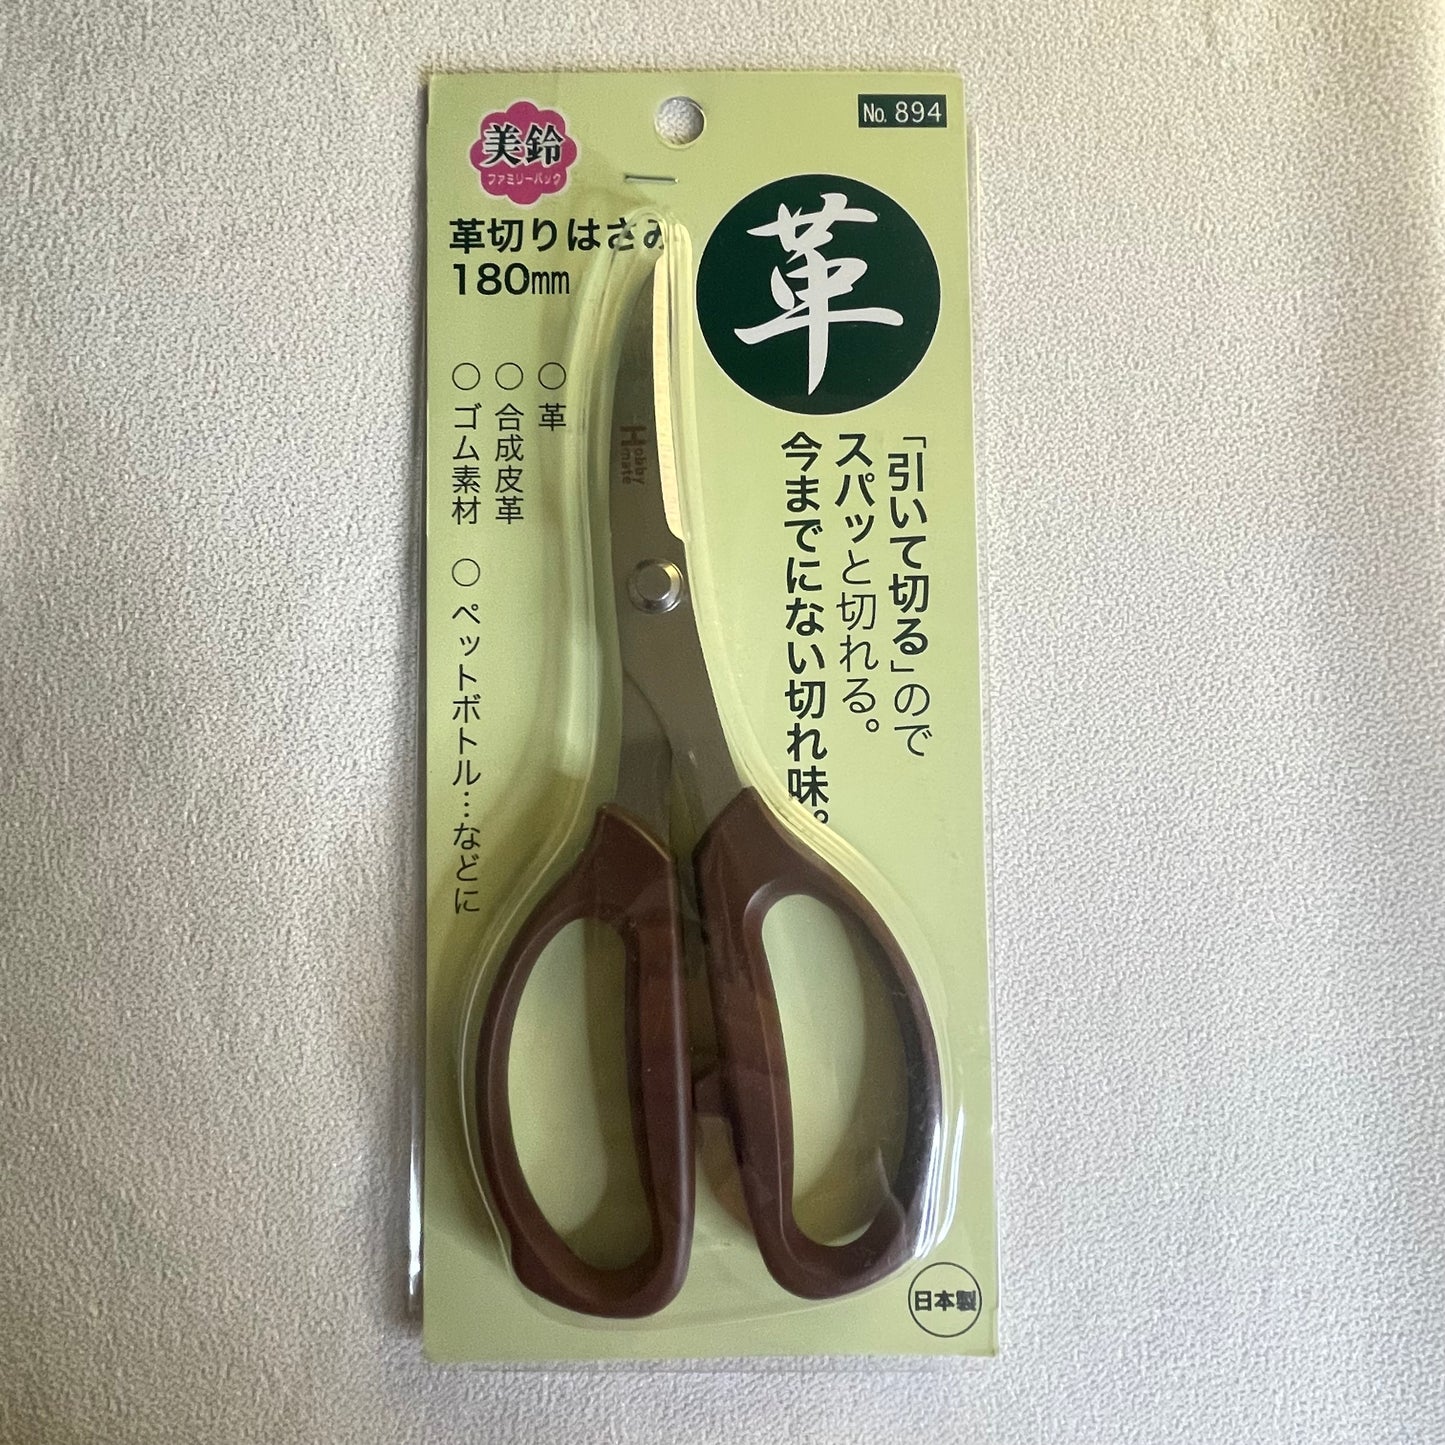 美鈴
ファミリーパック
No. 894
革切りはさみ
180mm
革
「引いて切る」ので
スパッと切れる。
今までにない切れ味。
○革
○合成皮革
○ゴム素材 ○ペットボトル…などに
Hobby
mate
日本製